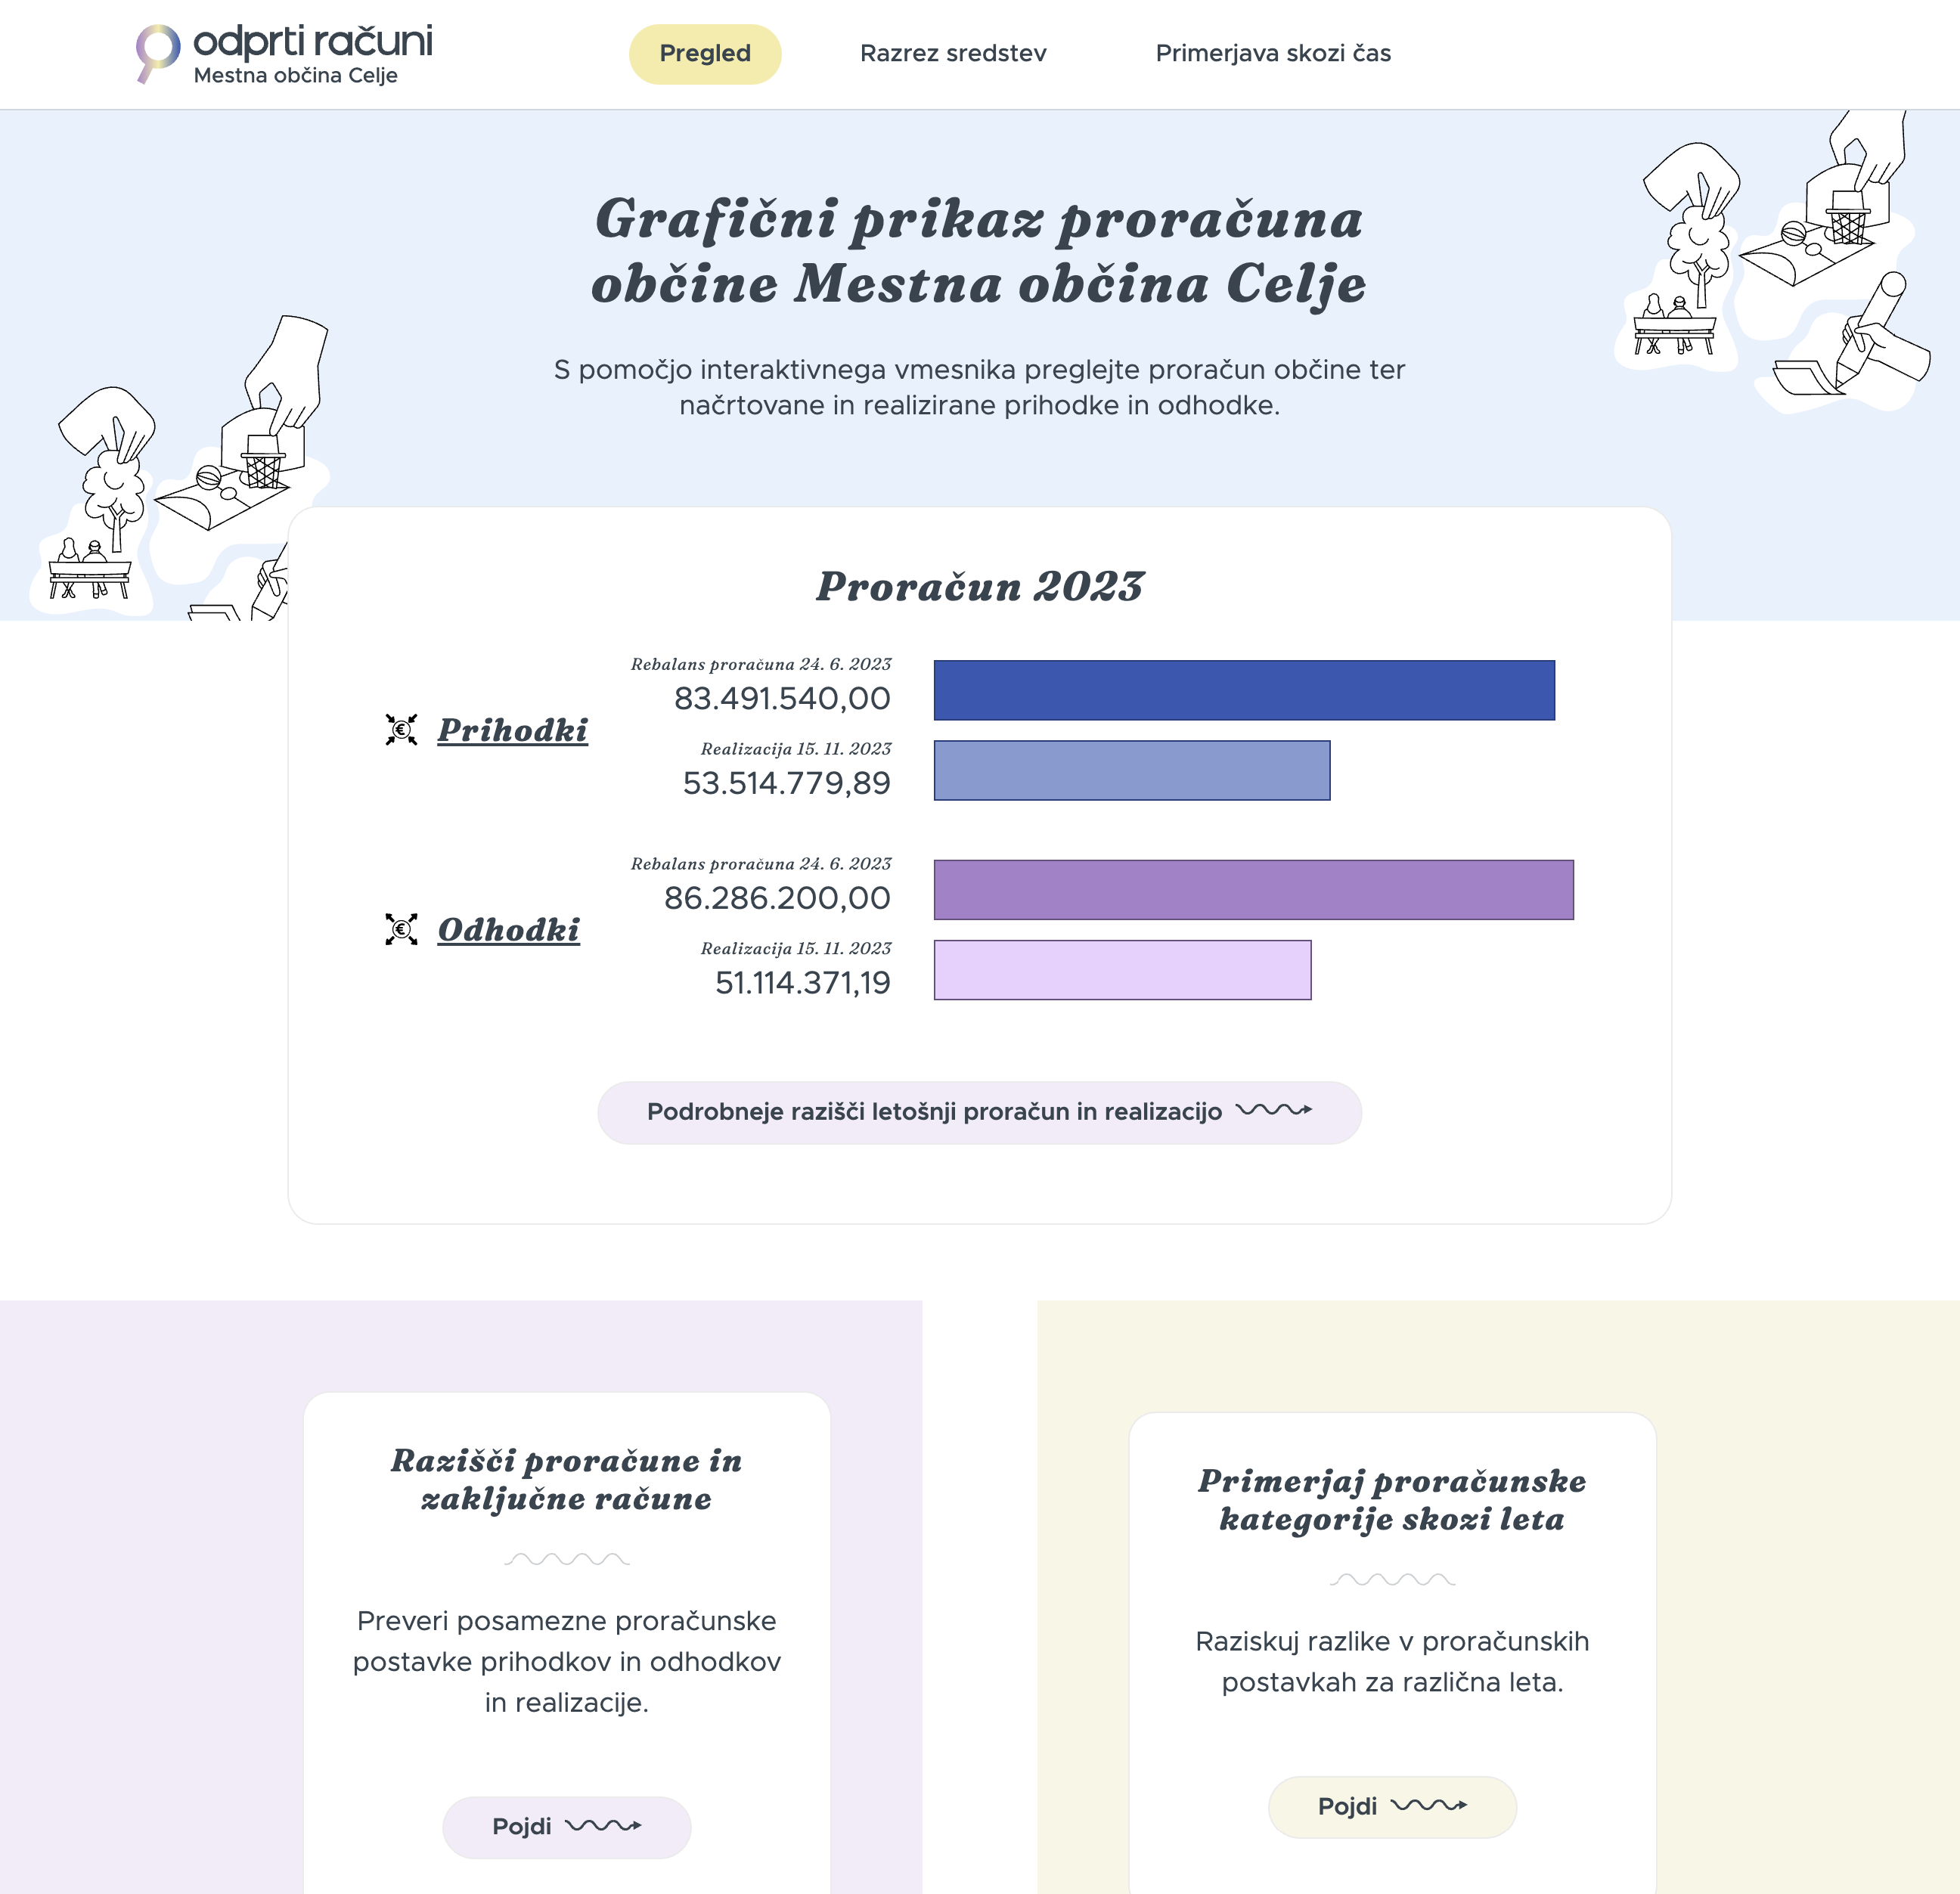 odprti računi
Mestna občina Celje
Pregled
Razrez sredstev
Primerjava skozi čas
Grafični prikaz proračuna
občine Mestna občina Celje
S pomočjo interaktivnega vmesnika preglejte proračun občine ter
načrtovane in realizirane prihodke in odhodke.
Proračun 2023
Prihodki
Rebalans proračuna 24. 6. 2023
83.491.540,00
Realizacija 15. 11. 2023
53.514.779,89
Odhodki
Rebalans proračuna 24. 6. 2023
86.286.200,00
Realizacija 15. 11. 2023
51.114.371,19
Podrobneje razišči letošnji proračun in realizacijo
Razišči proračune in
zaključne račune
Preveri posamezne proračunske
postavke prihodkov in odhodkov
in realizacije.
Pojdi
Primerjaj proračunske
kategorije skozi leta
Raziskuj razlike v proračunskih
postavkah za različna leta.
Pojdi